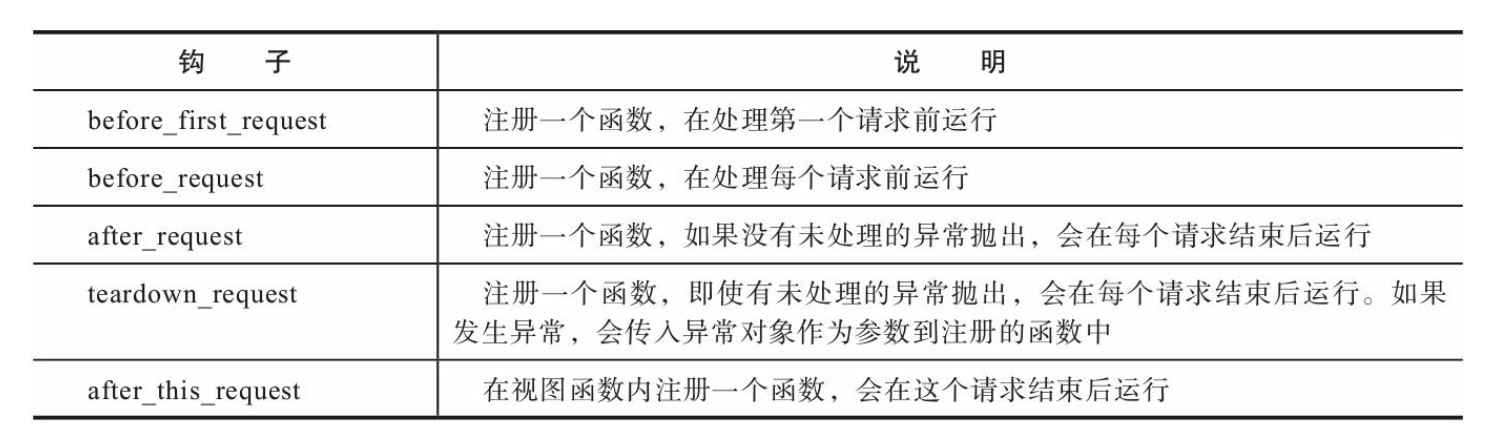 钩 子 说 明
before_first_request 注册一个函数，在处理第一个请求前运行
before_request 注册一个函数，在处理每个请求前运行
after_request 注册一个函数，如果没有未处理的异常抛出，会在每个请求结束后运行
teardown_request 注册一个函数，即使有未处理的异常抛出，会在每个请求结束后运行。如果
发生异常，会传入异常对象作为参数到注册的函数中
after_this_request 在视图函数内注册一个函数，会在这个请求结束后运行